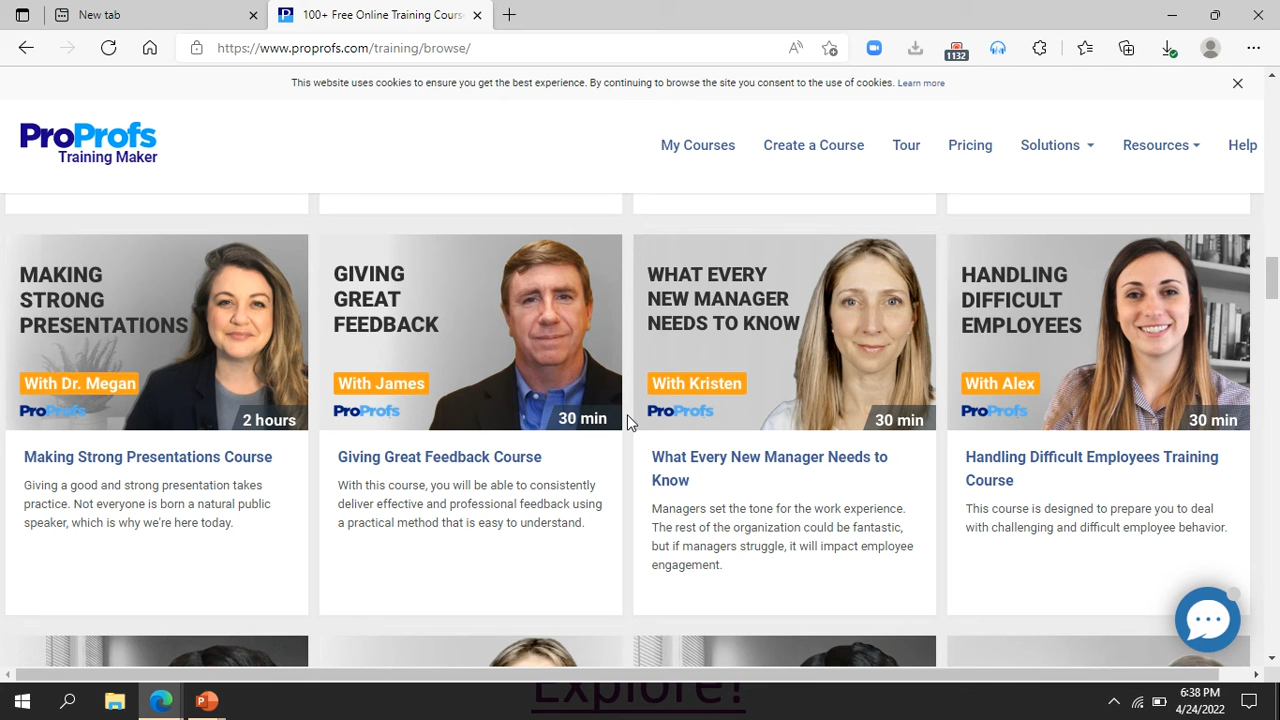 New tab
100+ Free Online Training Cours
https://www.proprofs.com/training/browse/
1132
This website uses cookies to ensure you get the best experience. By continuing to browse the site you consent to the use of cookies. Learn more
ProProfs
Training Maker
My Courses
Create a Course
Tour
Pricing
Solutions
Resources
Help
MAKING
STRONG
PRESENTATIONS
With Dr. Megan
ProProfs
2 hours
Making Strong Presentations Course
Giving a good and strong presentation takes
practice. Not everyone is born a natural public
speaker, which is why we're here today.
GIVING
GREAT
FEEDBACK
With James
ProProfs
30 min
Giving Great Feedback Course
With this course, you will be able to consistently
deliver effective and professional feedback using
a practical method that is easy to understand.
WHAT EVERY
NEW MANAGER
NEEDS TO KNOW
With Kristen
ProProfs
30 min
What Every New Manager Needs to
Know
Managers set the tone for the work experience.
The rest of the organization could be fantastic,
but if managers struggle, it will impact employee
engagement.
HANDLING
DIFFICULT
EMPLOYEES
With Alex
ProProfs
30 min
Handling Difficult Employees Training
Course
This course is designed to prepare you to deal
with challenging and difficult employee behavior.
Explore!
6:38 PM
4/24/2022